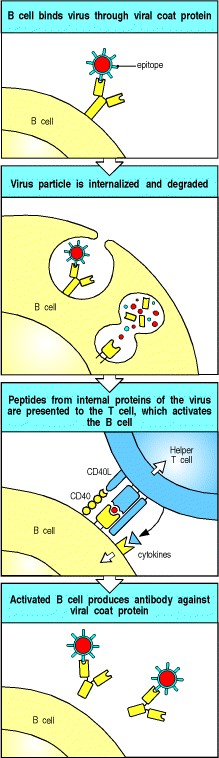 B cell binds virus through viral coat protein
epitope
B cell
Virus particle is internalized and degraded
B cell
Peptides from internal proteins of the virus
are presented to the T cell, which activates
the B cell
Helper
T cell
CD40L
CD40
B cell
cytokines
Activated B cell produces antibody against
viral coat protein
B cell